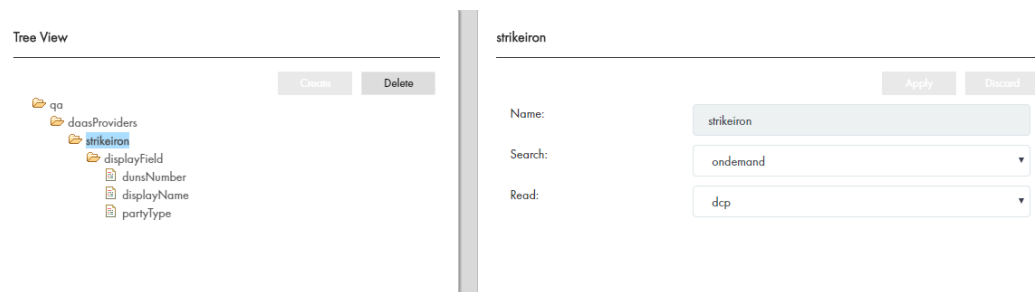 Tree View
Create
Delete
qa
daasProviders
strikeiron
displayField
dunsNumber
displayName
partyType
strikeiron
Apply
Discard
Name:
strikeiron
Search:
ondemand
Read:
dcp